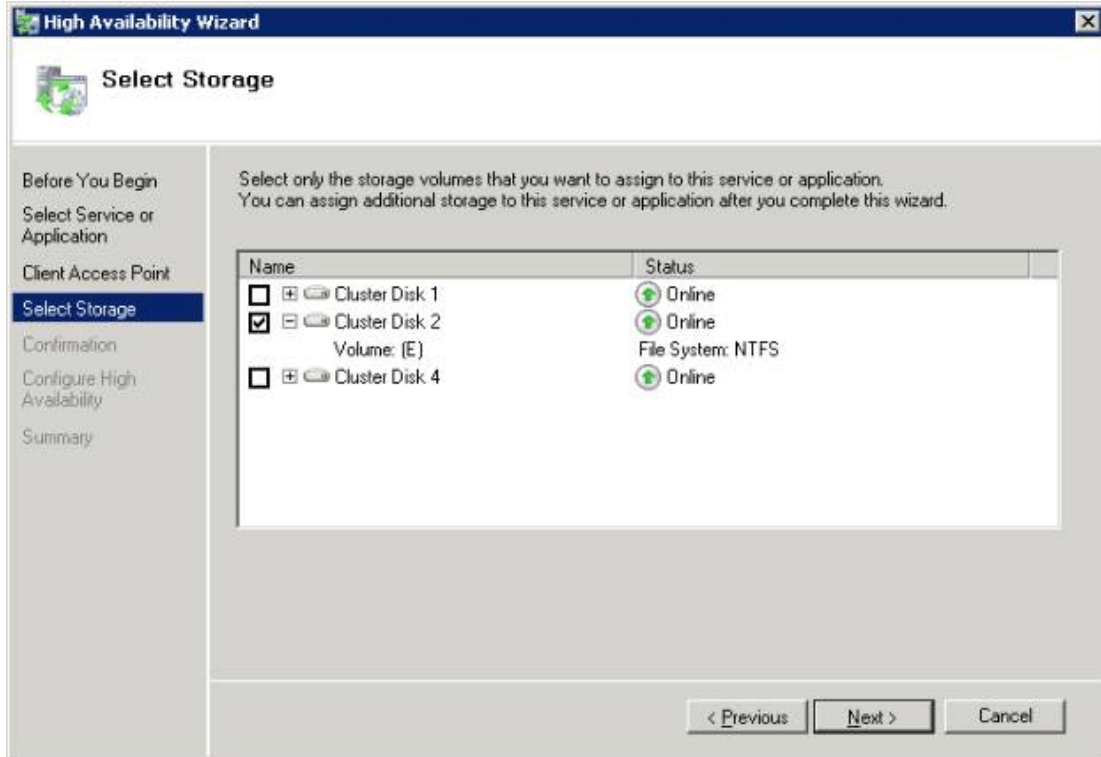 High Availability Wizard
Select Storage
Before You Begin
Select Service or
Application
Client Access Point
Select Storage
Confirmation
Configure High
Availability
Summary
Select only the storage volumes that you want to assign to this service or application.
You can assign additional storage to this service or application after you complete this wizard.
Name Status
Cluster Disk 1 Online
Cluster Disk 2 Online
Volume: (E) File System: NTFS
Cluster Disk 4 Online
< Previous Next > Cancel